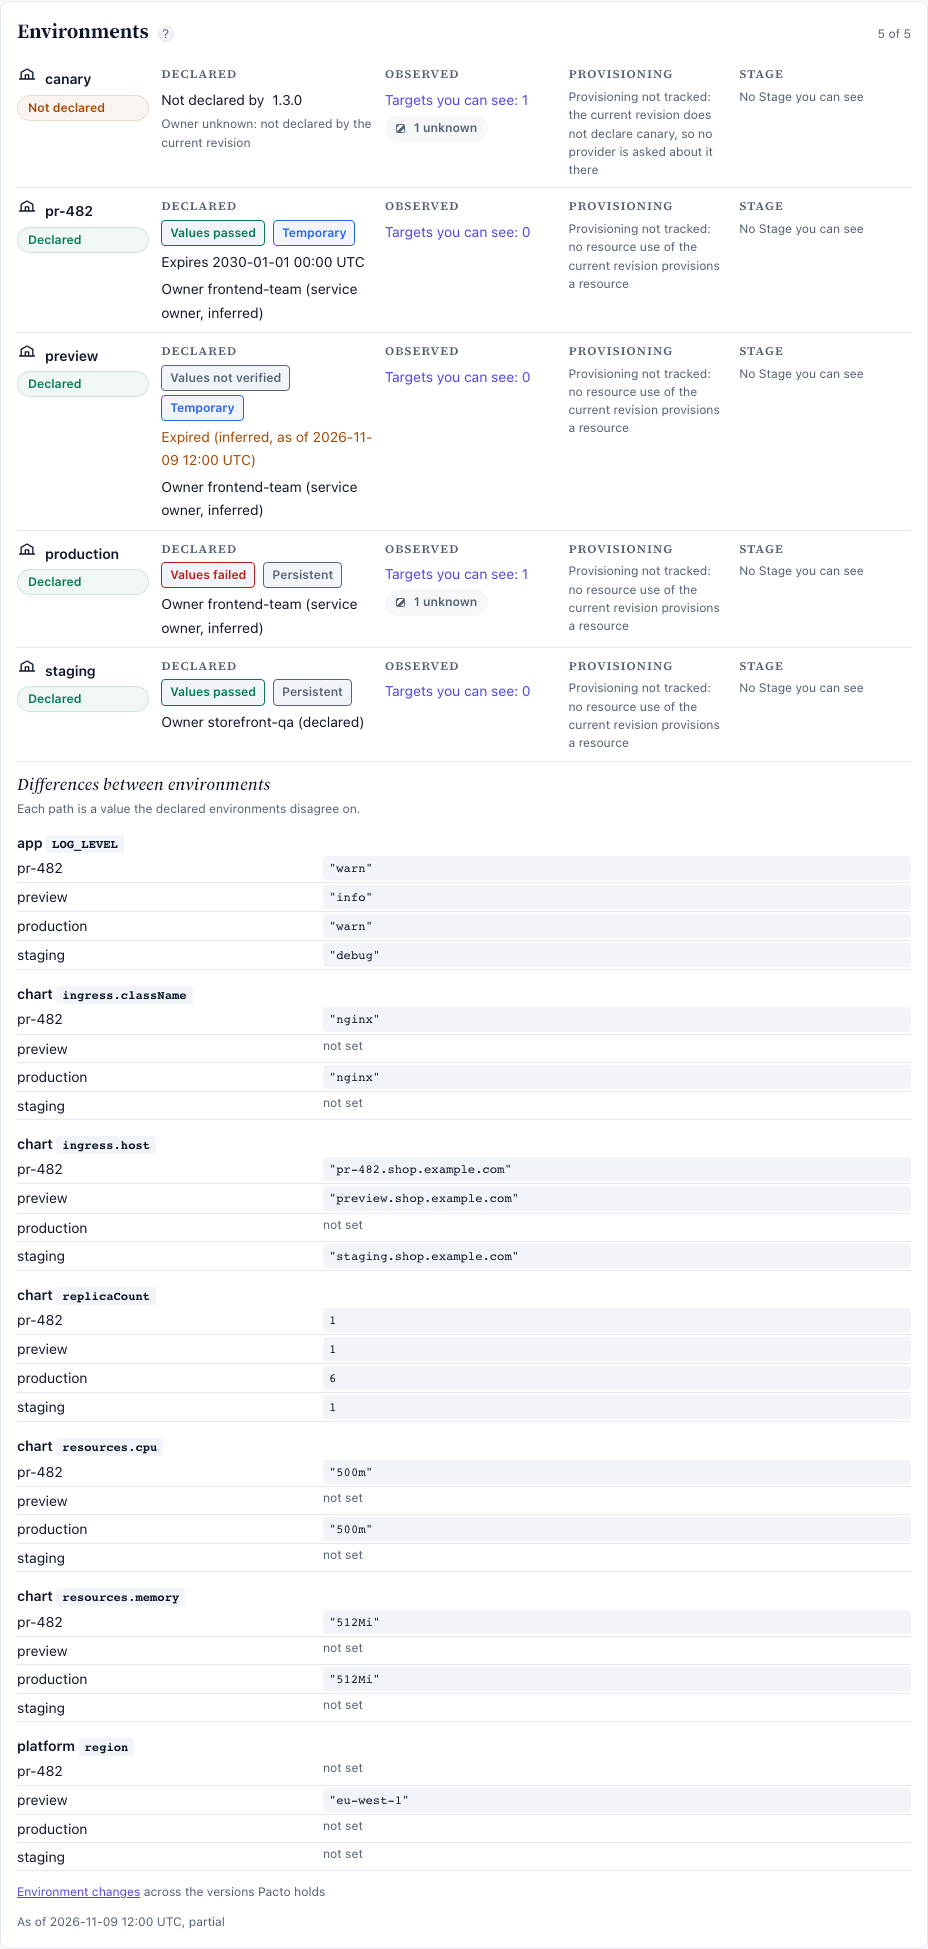 Environments ?
5 of 5
canary
Not declared
DECLARED
Not declared by 1.3.0
Owner unknown: not declared by the
current revision
OBSERVED
Targets you can see: 1
1 unknown
PROVISIONING
Provisioning not tracked:
the current revision does
not declare canary, so no
provider is asked about it
there
STAGE
No Stage you can see
pr-482
Declared
DECLARED
Values passed Temporary
Expires 2030-01-01 00:00 UTC
Owner frontend-team (service
owner, inferred)
OBSERVED
Targets you can see: 0
PROVISIONING
Provisioning not tracked:
no resource use of the
current revision provisions
a resource
STAGE
No Stage you can see
preview
Declared
DECLARED
Values not verified
Temporary
Expired (inferred, as of 2026-11-
09 12:00 UTC)
Owner frontend-team (service
owner, inferred)
OBSERVED
Targets you can see: 0
PROVISIONING
Provisioning not tracked:
no resource use of the
current revision provisions
a resource
STAGE
No Stage you can see
production
Declared
DECLARED
Values failed Persistent
Owner frontend-team (service
owner, inferred)
OBSERVED
Targets you can see: 1
1 unknown
PROVISIONING
Provisioning not tracked:
no resource use of the
current revision provisions
a resource
STAGE
No Stage you can see
staging
Declared
DECLARED
Values passed Persistent
Owner storefront-qa (declared)
OBSERVED
Targets you can see: 0
PROVISIONING
Provisioning not tracked:
no resource use of the
current revision provisions
a resource
STAGE
No Stage you can see
Differences between environments
Each path is a value the declared environments disagree on.
app LOG_LEVEL
pr-482 "warn"
preview "info"
production "warn"
staging "debug"
chart ingress.className
pr-482 "nginx"
preview not set
production "nginx"
staging not set
chart ingress.host
pr-482 "pr-482.shop.example.com"
preview "preview.shop.example.com"
production not set
staging "staging.shop.example.com"
chart replicaCount
pr-482 1
preview 1
production 6
staging 1
chart resources.cpu
pr-482 "500m"
preview not set
production "500m"
staging not set
chart resources.memory
pr-482 "512Mi"
preview not set
production "512Mi"
staging not set
platform region
pr-482 not set
preview "eu-west-1"
production not set
staging not set
Environment changes across the versions Pacto holds
As of 2026-11-09 12:00 UTC, partial